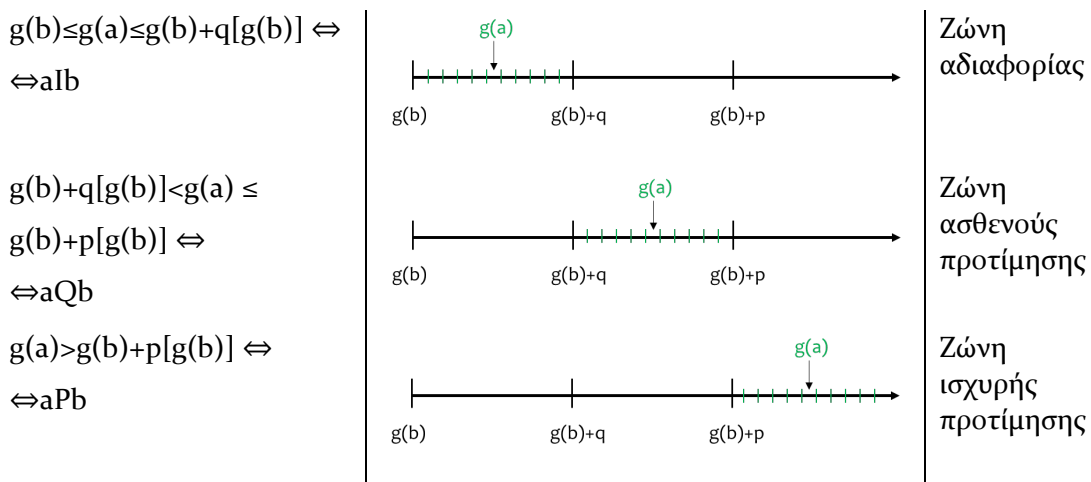 g(b)≤g(a)≤g(b)+q[g(b)] ⇔
⇔aIb
g(a)
g(b)
g(b)+q
g(b)+p
Ζώνη
αδιαφορίας
g(b)+q[g(b)]<g(a) ≤
g(b)+p[g(b)] ⇔
⇔aQb
g(a)
g(b)
g(b)+q
g(b)+p
Ζώνη
ασθενούς
προτίμησης
g(a)>g(b)+p[g(b)] ⇔
⇔aPb
g(a)
g(b)
g(b)+q
g(b)+p
Ζώνη
ισχυρής
προτίμησης